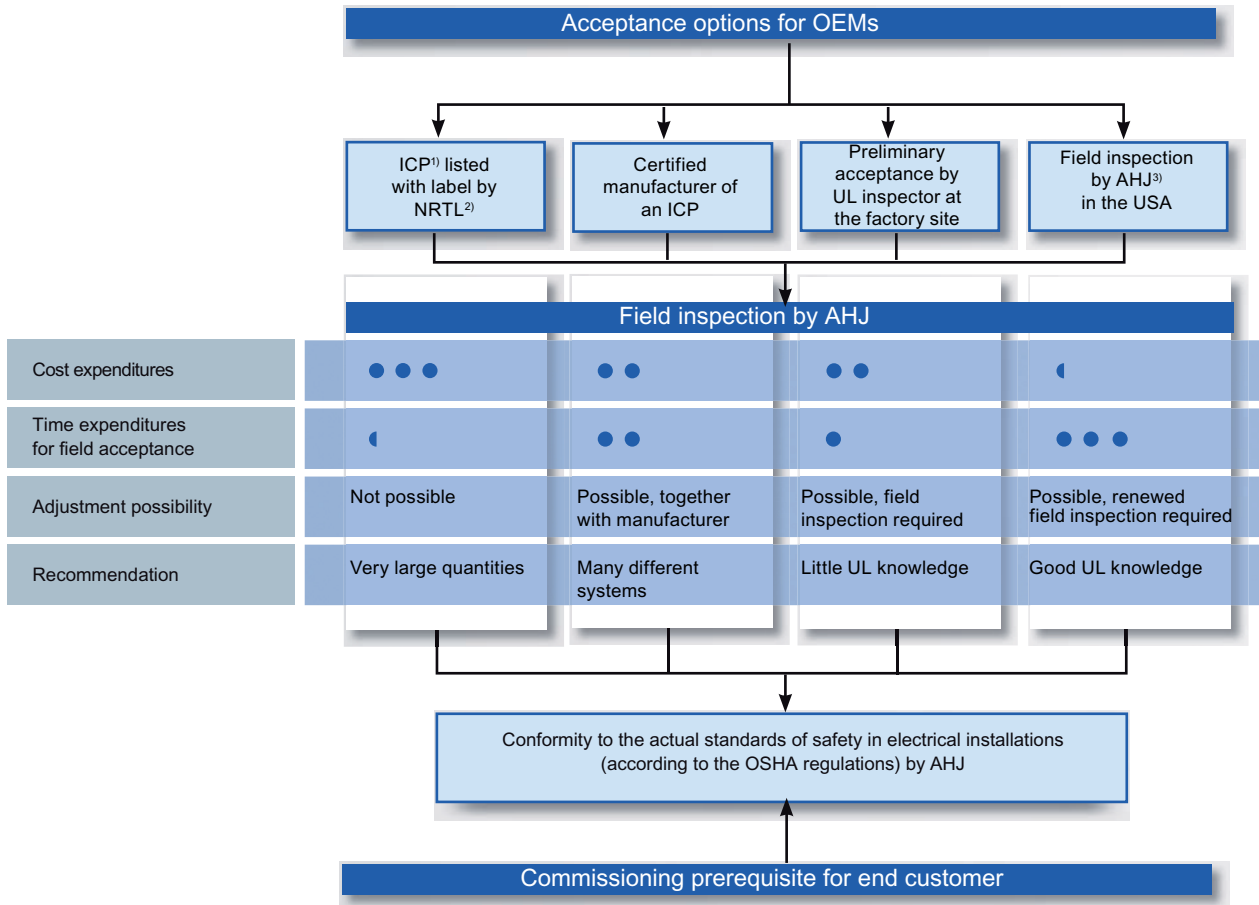 Acceptance options for OEMs
ICP1) listed
with label by
NRTL2)
Certified
manufacturer of
an ICP
Preliminary
acceptance by
UL inspector at
the factory site
Field inspection
by AHJ3)
in the USA
Field inspection by AHJ
Cost expenditures
Time expenditures
for field acceptance
Adjustment possibility
Not possible
Possible, together
with manufacturer
Possible, field
inspection required
Possible, renewed
field inspection required
Recommendation
Very large quantities
Many different
systems
Little UL knowledge
Good UL knowledge
Conformity to the actual standards of safety in electrical installations
(according to the OSHA regulations) by AHJ
Commissioning prerequisite for end customer